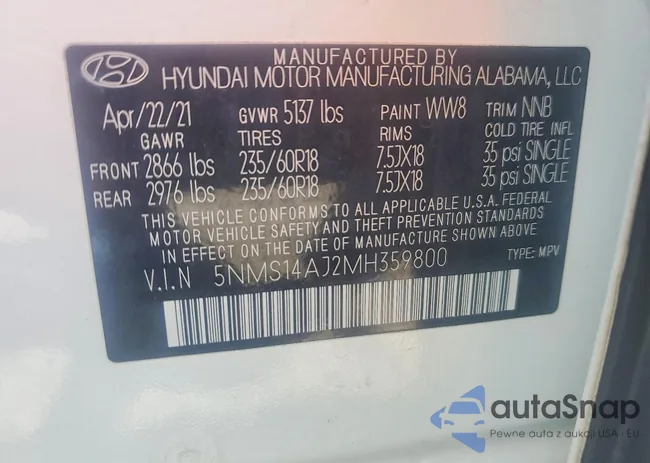 MANUFACTURED BY
HYUNDAI MOTOR MANUFACTURING ALABAMA, LLC
Apr/22/21 GVWR 5137 lbs PAINT WW8 TRIM NNB
GAWR TIRES RIMS COLD TIRE INFL
FRONT 2866 lbs 235/60R18 7.5JX18 35 psi SINGLE
REAR 2976 lbs 235/60R18 7.5JX18 35 psi SINGLE
THIS VEHICLE CONFORMS TO ALL APPLICABLE U.S.A. FEDERAL
MOTOR VEHICLE SAFETY AND THEFT PREVENTION STANDARDS
IN EFFECT ON THE DATE OF MANUFACTURE SHOWN ABOVE.
V.I.N 5NMS14AJ2MH359800 TYPE: MPV
autaSnap
Pewne auta z aukcji USA - EU